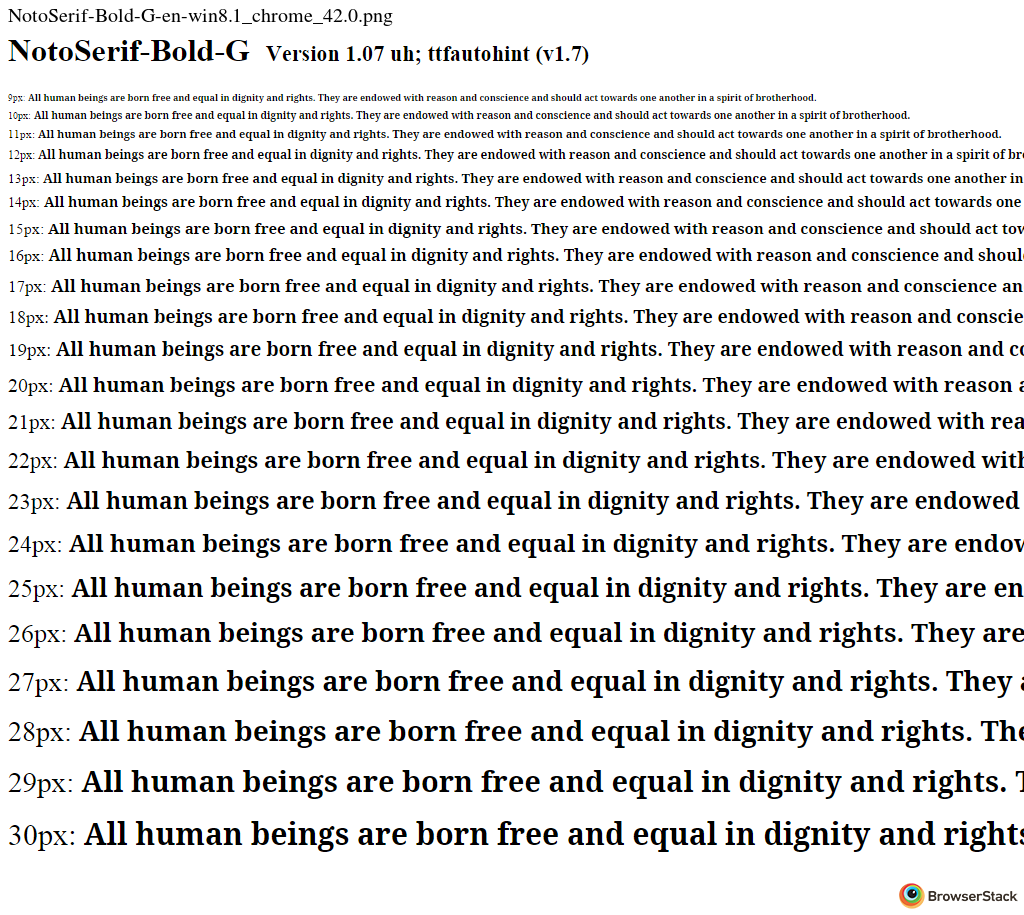 NotoSerif-Bold-G-en-win8.1_chrome_42.0.png
NotoSerif-Bold-G Version 1.07 uh; ttfautohint (v1.7)
9px: All human beings are born free and equal in dignity and rights. They are endowed with reason and conscience and should act towards one another in a spirit of brotherhood.
10px: All human beings are born free and equal in dignity and rights. They are endowed with reason and conscience and should act towards one another in a spirit of brotherhood.
11px: All human beings are born free and equal in dignity and rights. They are endowed with reason and conscience and should act towards one another in a spirit of brotherhood.
12px: All human beings are born free and equal in dignity and rights. They are endowed with reason and conscience and should act towards one another in a spirit of br
13px: All human beings are born free and equal in dignity and rights. They are endowed with reason and conscience and should act towards one another in
14px: All human beings are born free and equal in dignity and rights. They are endowed with reason and conscience and should act towards one
15px: All human beings are born free and equal in dignity and rights. They are endowed with reason and conscience and should act tow
16px: All human beings are born free and equal in dignity and rights. They are endowed with reason and conscience and shoul
17px: All human beings are born free and equal in dignity and rights. They are endowed with reason and conscience an
18px: All human beings are born free and equal in dignity and rights. They are endowed with reason and conscie
19px: All human beings are born free and equal in dignity and rights. They are endowed with reason and co
20px: All human beings are born free and equal in dignity and rights. They are endowed with reason a
21px: All human beings are born free and equal in dignity and rights. They are endowed with rea
22px: All human beings are born free and equal in dignity and rights. They are endowed with
23px: All human beings are born free and equal in dignity and rights. They are endowed
24px: All human beings are born free and equal in dignity and rights. They are endow
25px: All human beings are born free and equal in dignity and rights. They are en
26px: All human beings are born free and equal in dignity and rights. They are
27px: All human beings are born free and equal in dignity and rights. They a
28px: All human beings are born free and equal in dignity and rights. The
29px: All human beings are born free and equal in dignity and rights. T
30px: All human beings are born free and equal in dignity and rights
BrowserStack